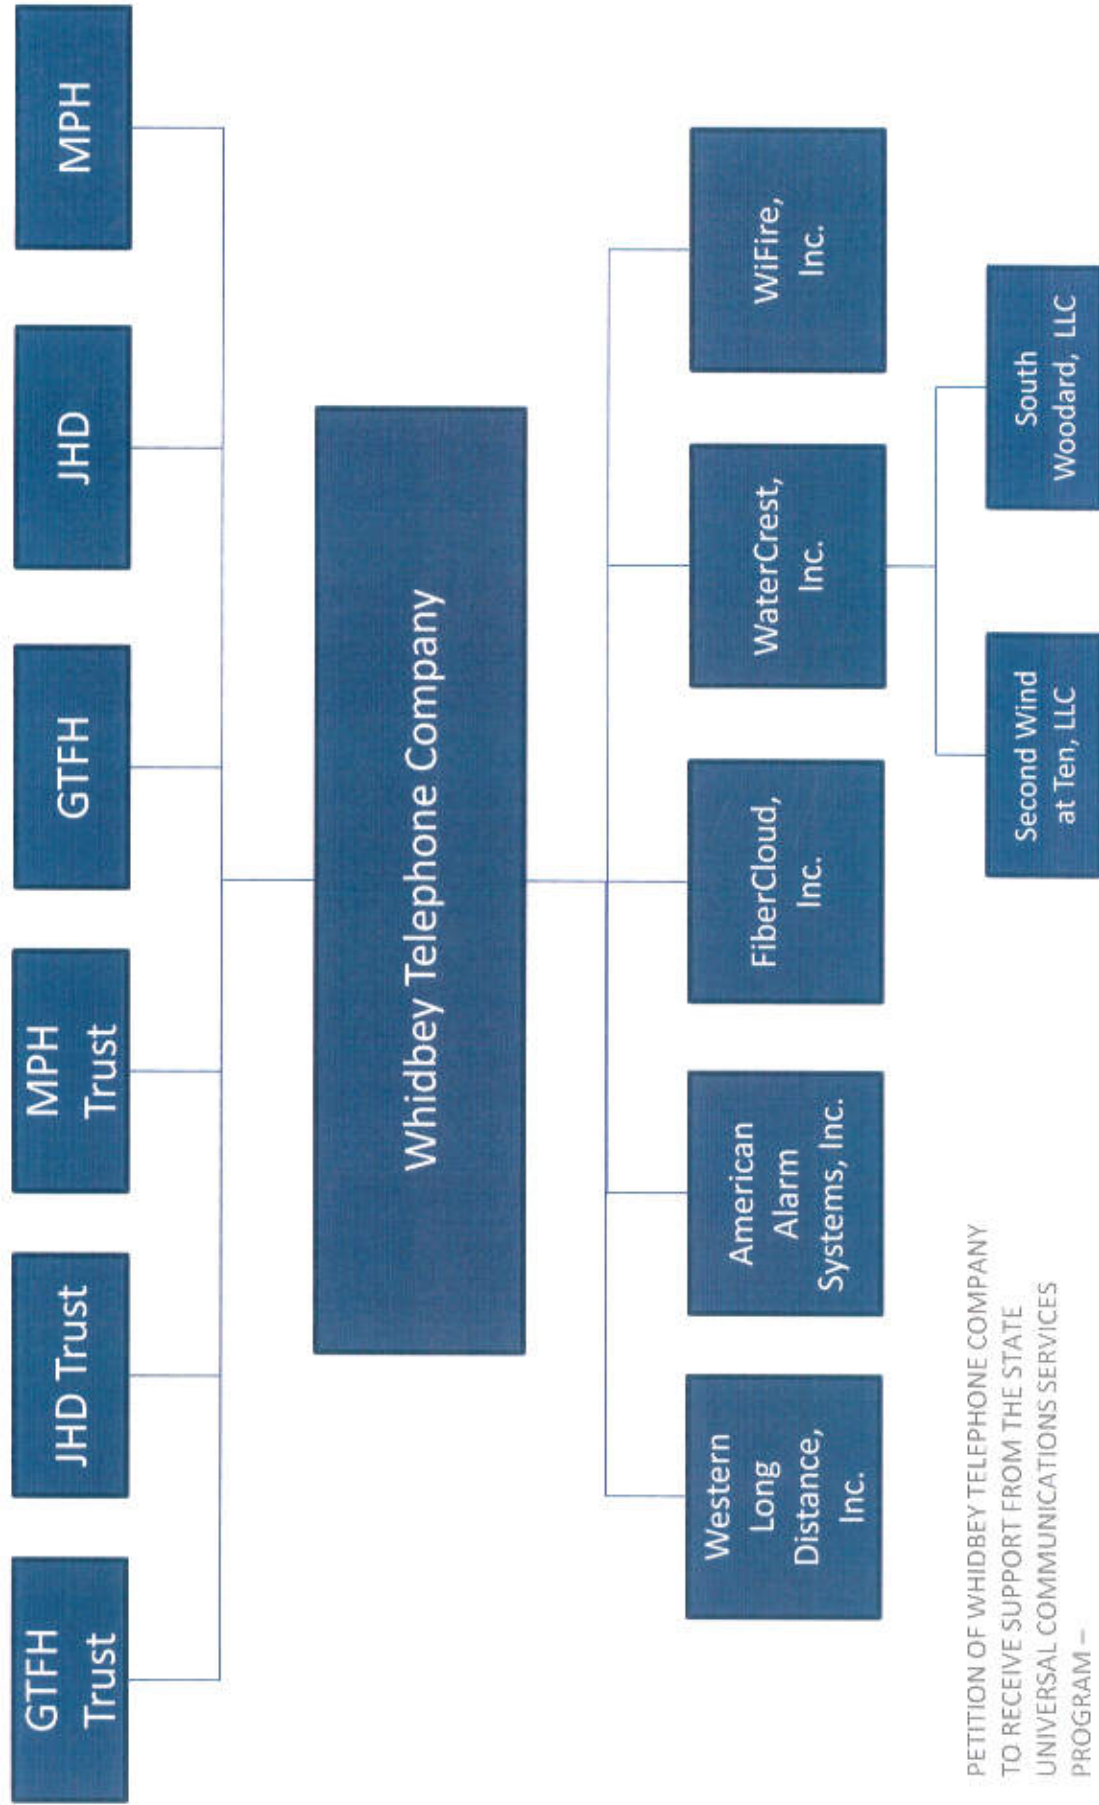 GTFH
Trust
JHD Trust
MPH
Trust
GTFH
JHD
MPH
Whidbey Telephone Company
Western
Long
Distance,
Inc.
American
Alarm
Systems, Inc.
FiberCloud,
Inc.
WaterCrest,
Inc.
WiFire,
Inc.
Second Wind
at Ten, LLC
South
Woodard, LLC
PETITION OF WHIDBEY TELEPHONE COMPANY
TO RECEIVE SUPPORT FROM THE STATE
UNIVERSAL COMMUNICATIONS SERVICES
PROGRAM –